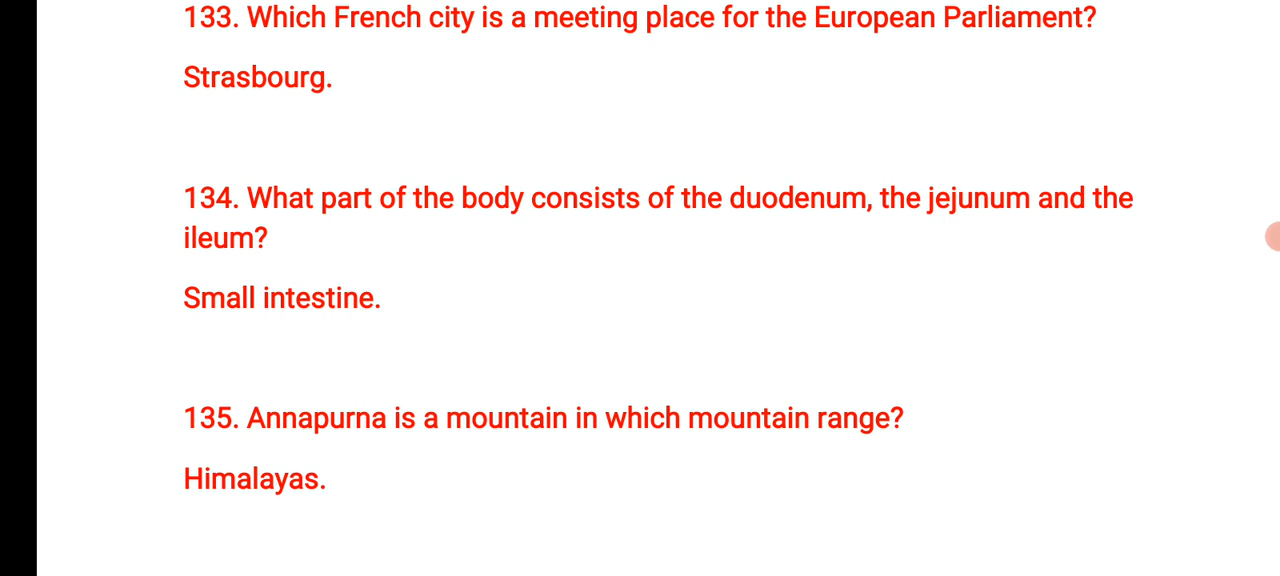 133. Which French city is a meeting place for the European Parliament?
Strasbourg.
134. What part of the body consists of the duodenum, the jejunum and the
ileum?
Small intestine.
135. Annapurna is a mountain in which mountain range?
Himalayas.